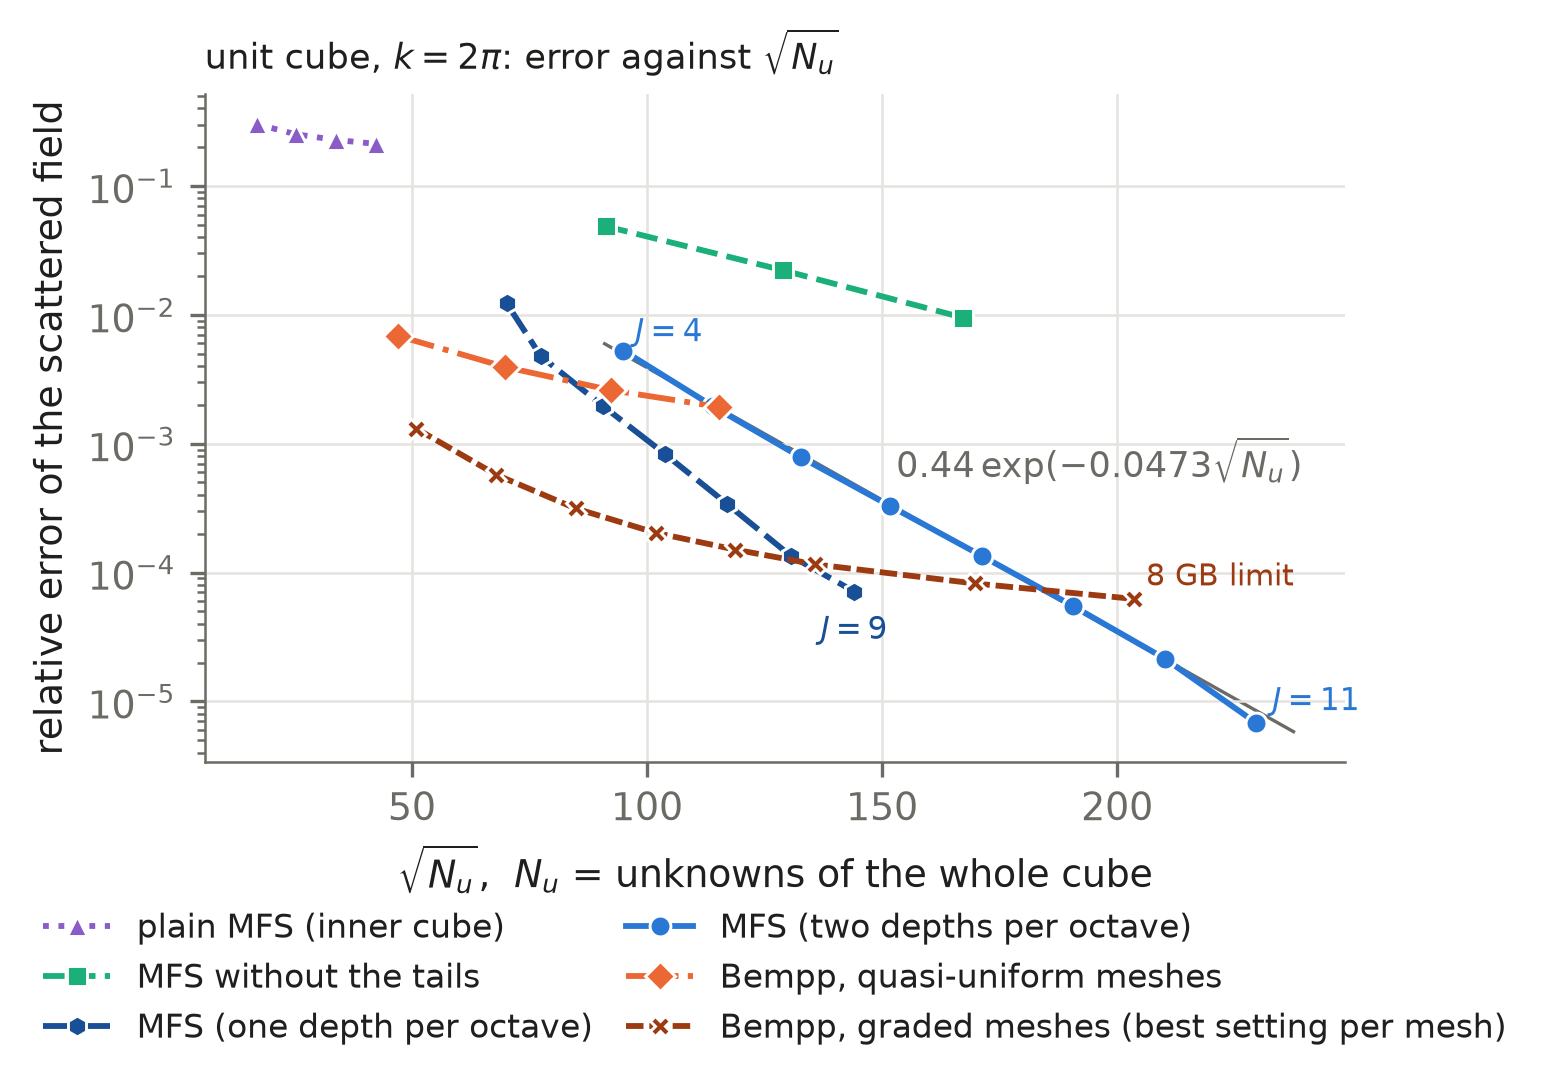 unit cube, k = 2π: error against √N_u
relative error of the scattered field
10⁻¹
10⁻²
10⁻³
10⁻⁴
10⁻⁵
J = 4
0.44 exp(−0.0473√N_u)
8 GB limit
J = 9
J = 11
50 100 150 200
√N_u, N_u = unknowns of the whole cube
plain MFS (inner cube)
MFS without the tails
MFS (one depth per octave)
MFS (two depths per octave)
Bempp, quasi-uniform meshes
Bempp, graded meshes (best setting per mesh)